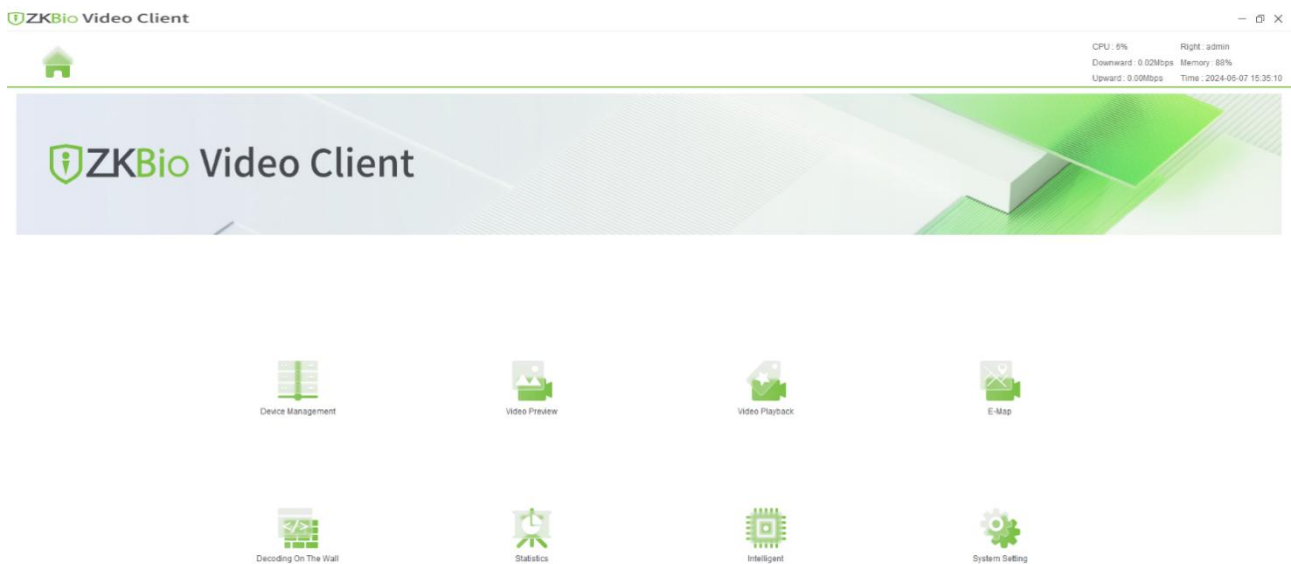 ZKBio Video Client
CPU : 6% Right : admin
Downward : 0.02Mbps Memory : 88%
Upward : 0.00Mbps Time : 2024-06-07 15:35:10
ZKBio Video Client
Device Management Video Preview Video Playback E-Map
Decoding On The Wall Statistics Intelligent System Setting